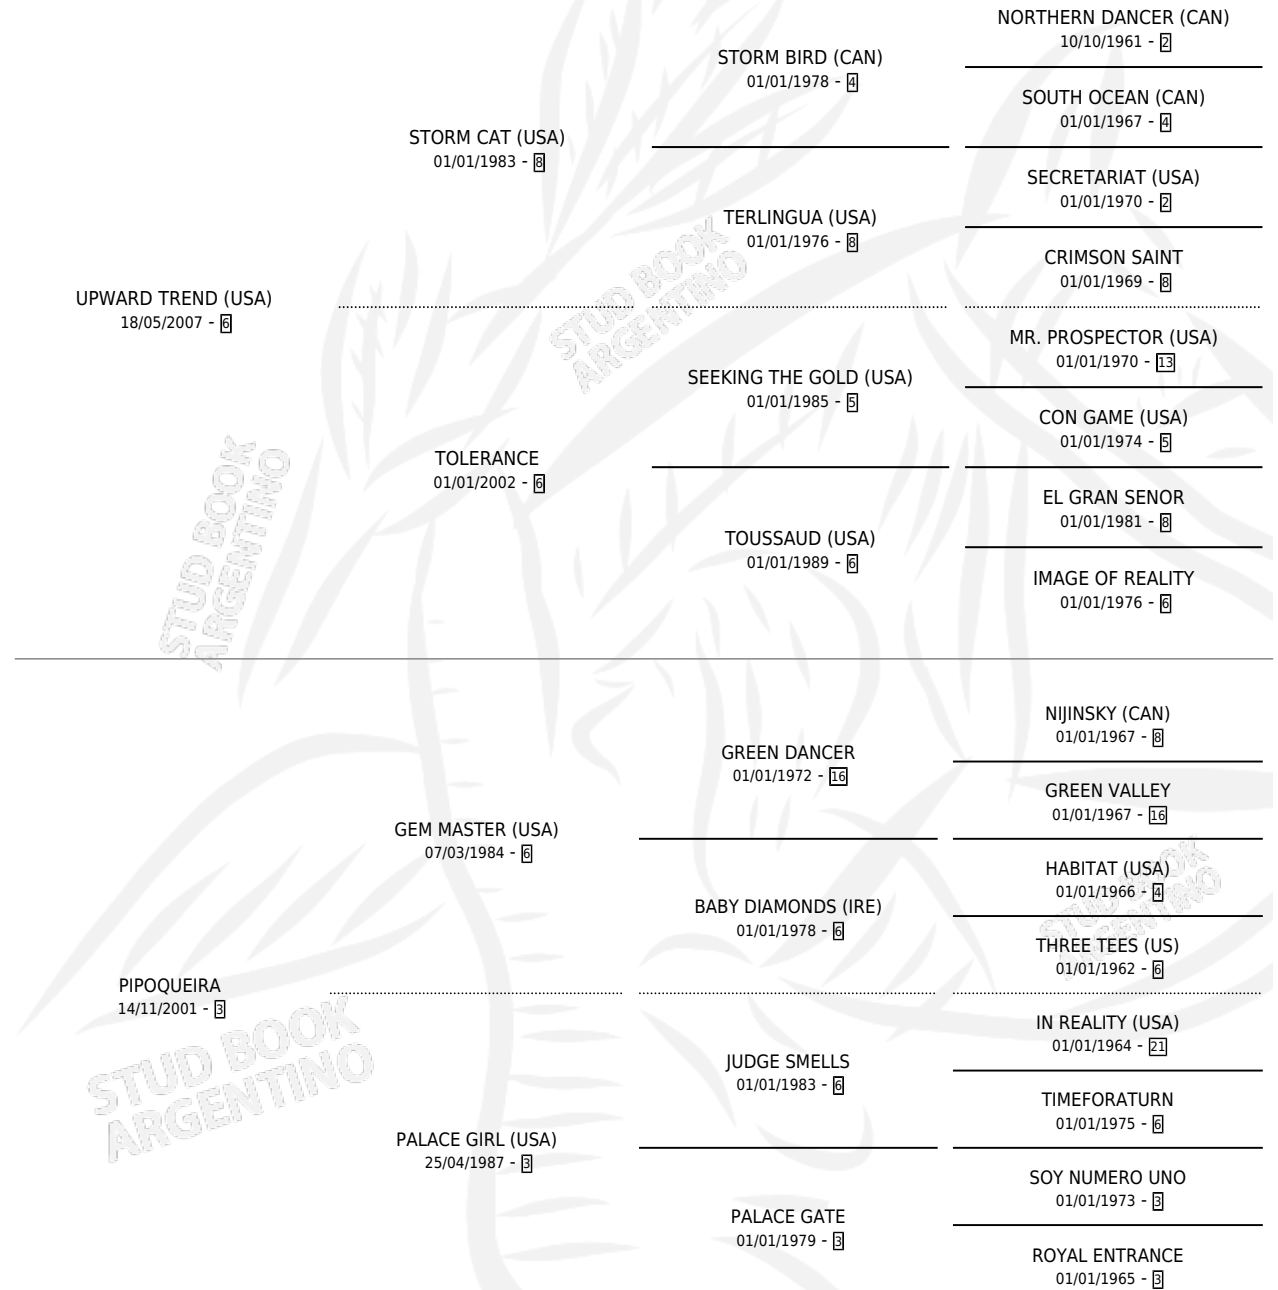 NORTHERN DANCER (CAN)
10/10/1961 - 2
STORM BIRD (CAN)
01/01/1978 - 4
SOUTH OCEAN (CAN)
01/01/1967 - 4
STORM CAT (USA)
01/01/1983 - 8
SECRETARIAT (USA)
01/01/1970 - 2
TERLINGUA (USA)
01/01/1976 - 8
CRIMSON SAINT
01/01/1969 - 8
UPWARD TREND (USA)
18/05/2007 - 6
MR. PROSPECTOR (USA)
01/01/1970 - 13
SEEKING THE GOLD (USA)
01/01/1985 - 5
CON GAME (USA)
01/01/1974 - 5
TOLERANCE
01/01/2002 - 6
EL GRAN SENOR
01/01/1981 - 8
TOUSSAUD (USA)
01/01/1989 - 6
IMAGE OF REALITY
01/01/1976 - 6
NIJINSKY (CAN)
01/01/1967 - 8
GREEN DANCER
01/01/1972 - 16
GREEN VALLEY
01/01/1967 - 16
GEM MASTER (USA)
07/03/1984 - 6
HABITAT (USA)
01/01/1966 - 4
BABY DIAMONDS (IRE)
01/01/1978 - 6
THREE TEES (US)
01/01/1962 - 6
PIPOQUEIRA
14/11/2001 - 3
IN REALITY (USA)
01/01/1964 - 21
JUDGE SMELLS
01/01/1983 - 6
TIMEFORATURN
01/01/1975 - 6
PALACE GIRL (USA)
25/04/1987 - 3
SOY NUMERO UNO
01/01/1973 - 3
PALACE GATE
01/01/1979 - 3
ROYAL ENTRANCE
01/01/1965 - 3
STUD BOOK
ARGENTINO
STUD BOOK
ARGENTINO
STUD BOOK
ARGENTINO
STUD BOOK
ARGENTINO